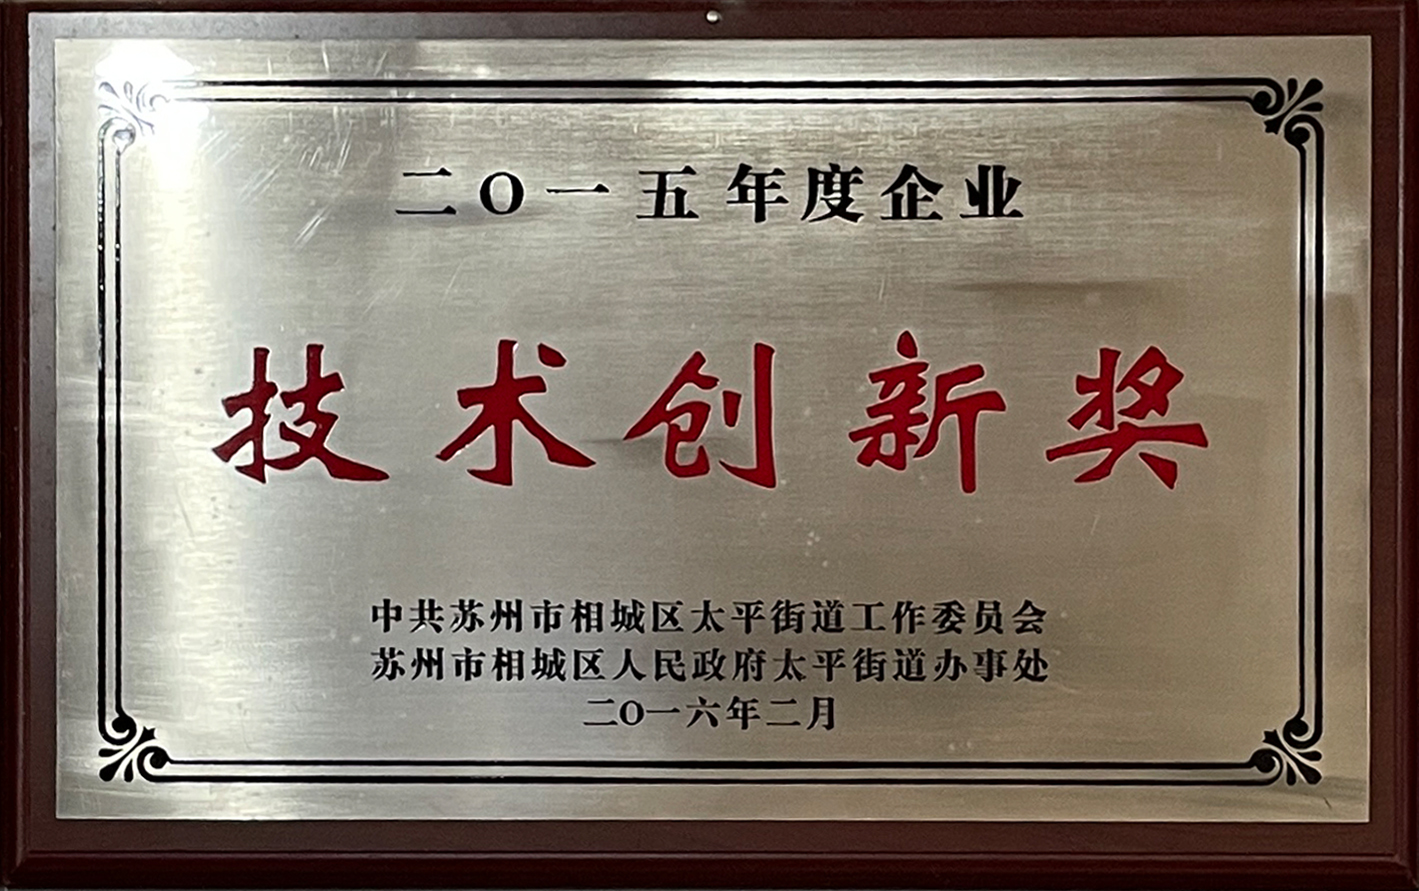 二O一五年度企业
技术创新奖
中共苏州市相城区太平街道工作委员会
苏州市相城区人民政府太平街道办事处
二O一六年二月